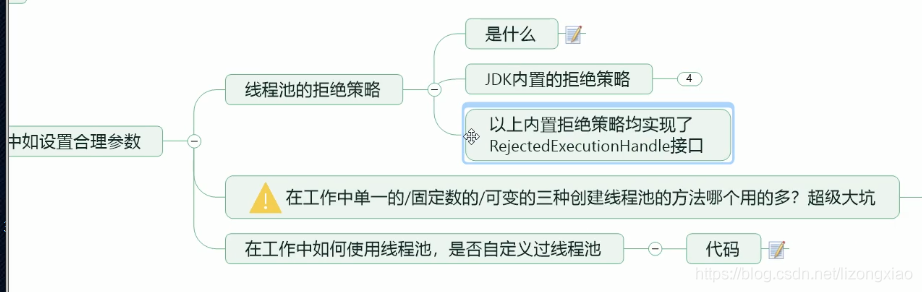 是什么
JDK内置的拒绝策略
4
线程池的拒绝策略
以上内置拒绝策略均实现了
RejectedExecutionHandle接口
中如设置合理参数
在工作中单一的/固定数的/可变的三种创建线程池的方法哪个用的多？超级大坑
在工作中如何使用线程池，是否自定义过线程池
代码
https://blog.csdn.net/lizongxiao